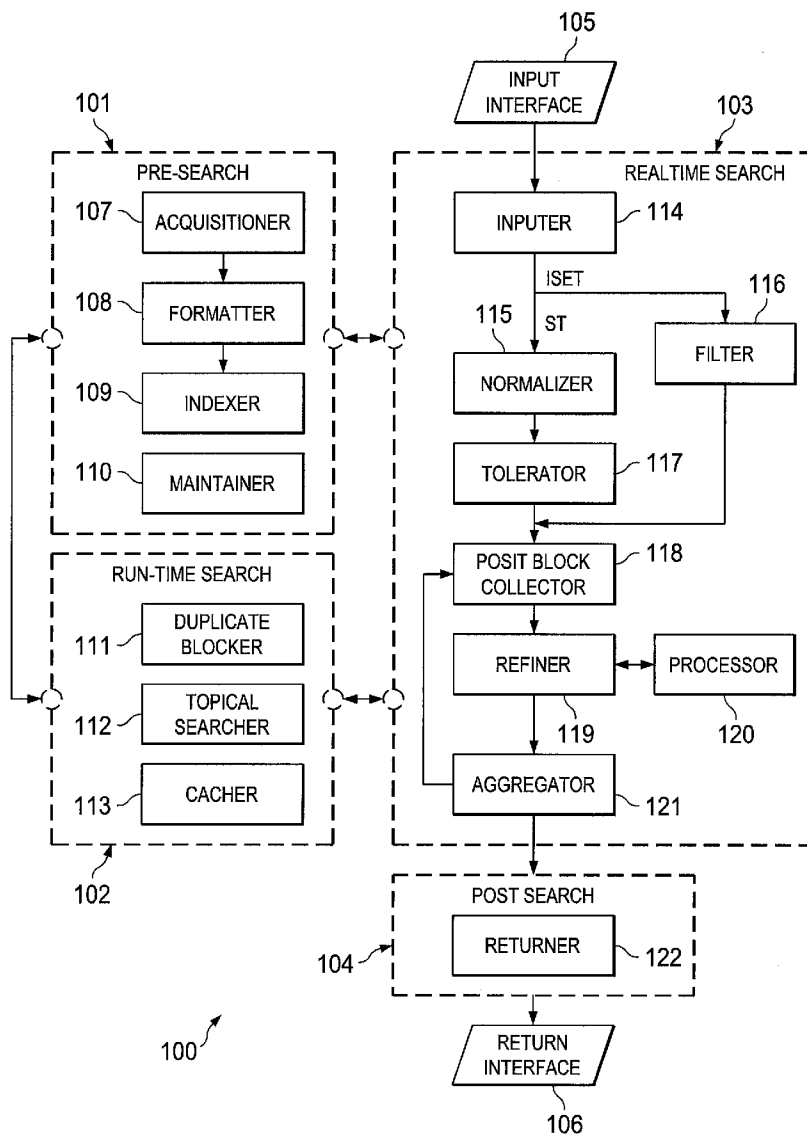 105
INPUT
INTERFACE
101
103
PRE-SEARCH
REALTIME SEARCH
107
ACQUISITIONER
INPUTER
114
108
FORMATTER
ISET
116
115
ST
FILTER
109
INDEXER
NORMALIZER
110
MAINTAINER
TOLERATOR
117
RUN-TIME SEARCH
POSIT BLOCK
COLLECTOR
118
111
DUPLICATE
BLOCKER
REFINER
PROCESSOR
112
TOPICAL
SEARCHER
119
120
113
CACHER
AGGREGATOR
121
102
POST SEARCH
104
RETURNER
122
100
RETURN
INTERFACE
106